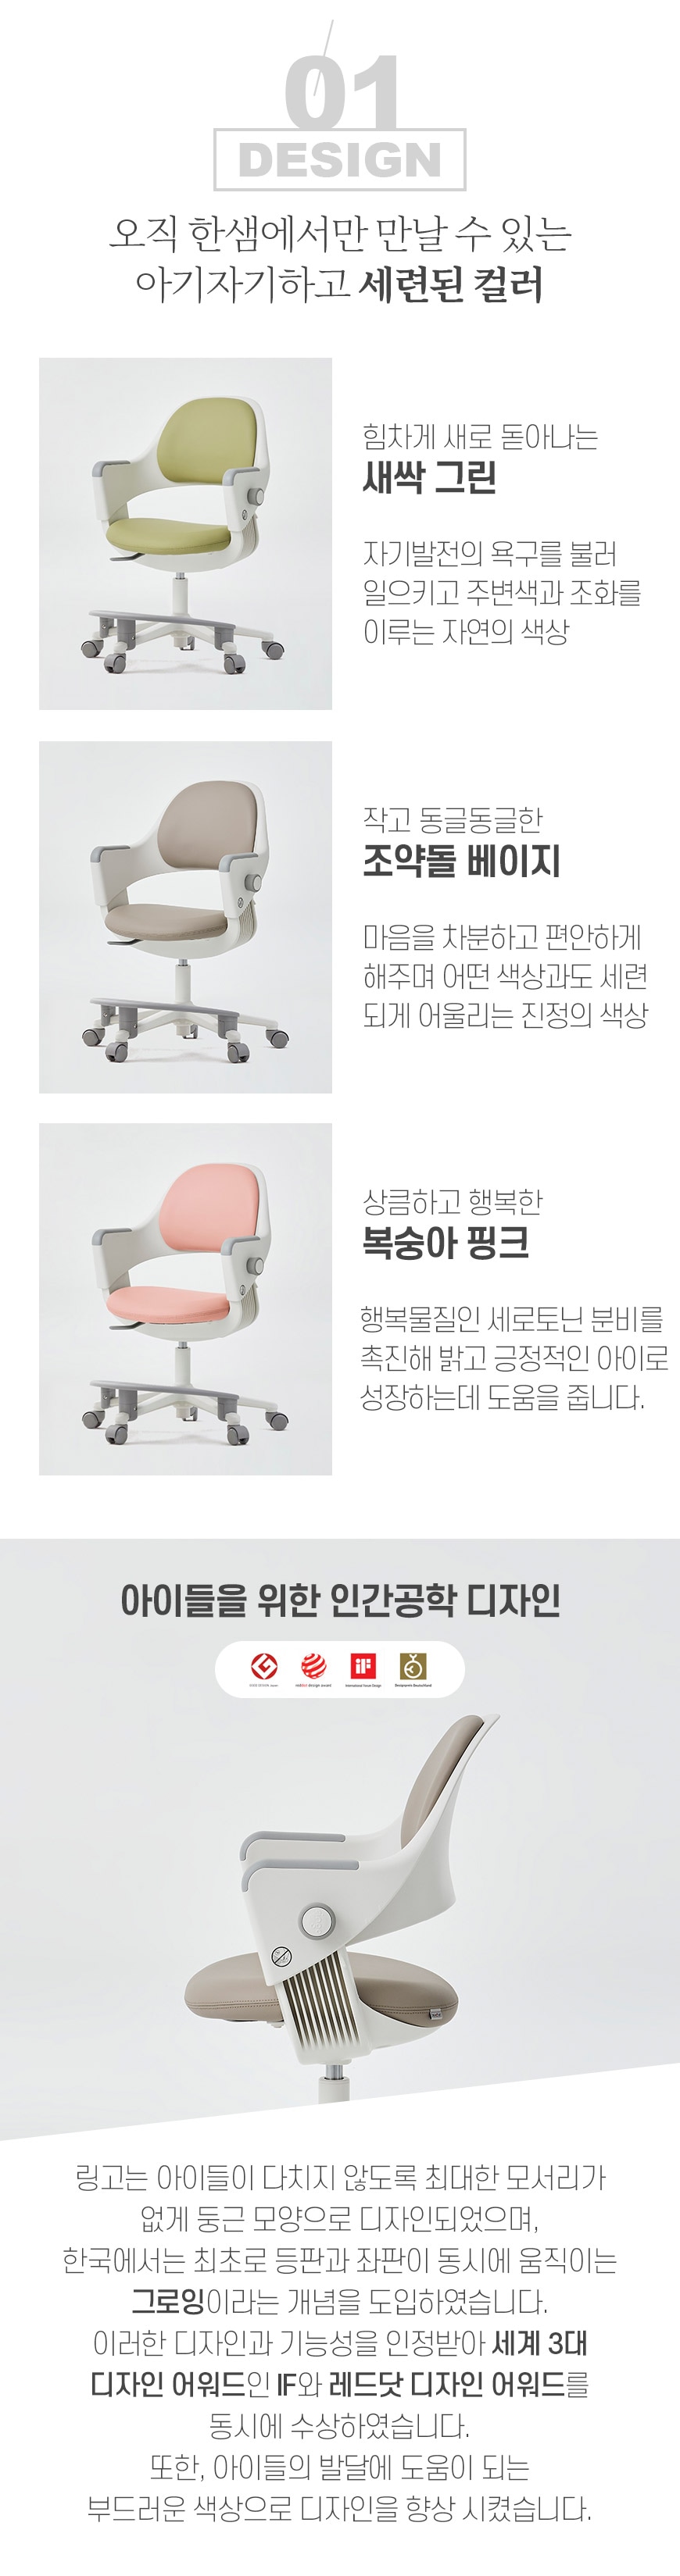 01
DESIGN
오직 한샘에서만 만날 수 있는
아기자기하고 세련된 컬러
힘차게 새로 돋아나는
새싹 그린
자기발전의 욕구를 불러
일으키고 주변색과 조화를
이루는 자연의 색상
작고 동글동글한
조약돌 베이지
마음을 차분하고 편안하게
해주며 어떤 색상과도 세련
되게 어울리는 진정의 색상
상큼하고 행복한
복숭아 핑크
행복물질인 세로토닌 분비를
촉진해 밝고 긍정적인 아이로
성장하는데 도움을 줍니다.
아이들을 위한 인간공학 디자인
iF
reddot design award
링고는 아이들이 다치지 않도록 최대한 모서리가
없게 둥근 모양으로 디자인되었으며,
한국에서는 최초로 등판과 좌판이 동시에 움직이는
그로잉이라는 개념을 도입하였습니다.
이러한 디자인과 기능성을 인정받아 세계 3대
디자인 어워드인 IF와 레드닷 디자인 어워드를
동시에 수상하였습니다.
또한, 아이들의 발달에 도움이 되는
부드러운 색상으로 디자인을 향상 시켰습니다.